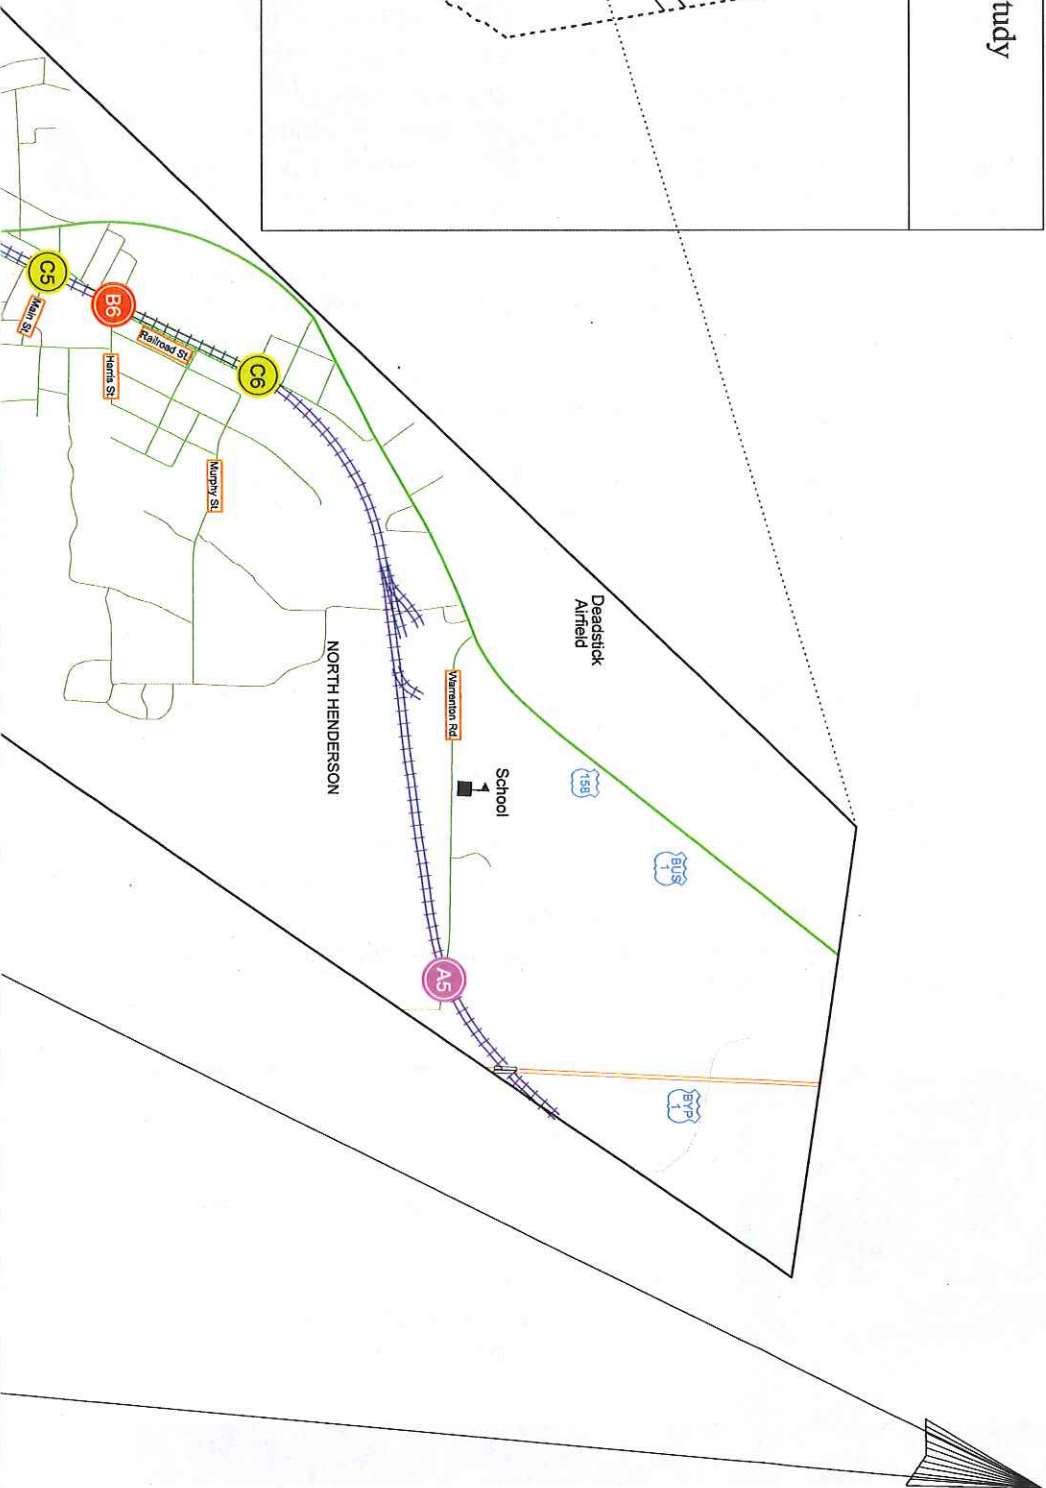 tudy
Deadstick
Airfield
158
BUS
1
School
Warrenton Rd.
BYP
1
NORTH HENDERSON
A5
C6
Murphy St.
Railroad St.
B6
Harris St.
C5
Main St.